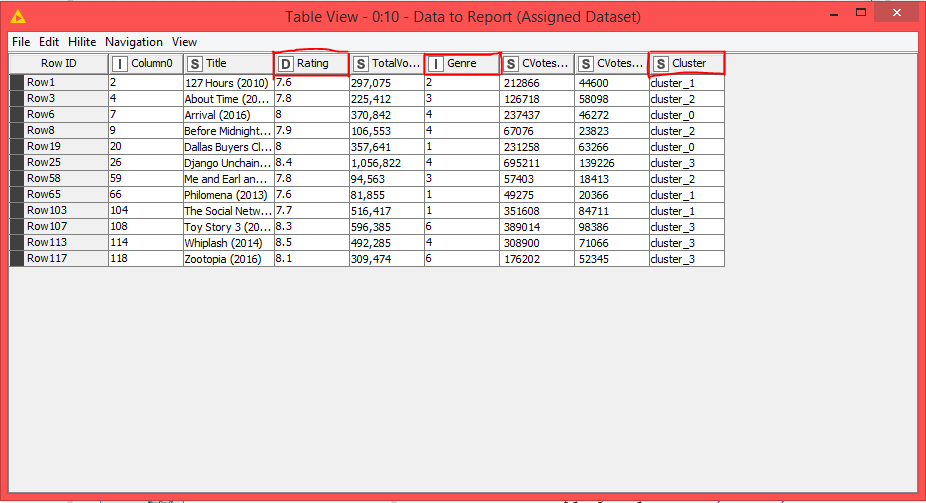 Table View - 0:10 - Data to Report (Assigned Dataset)
File Edit Hilite Navigation View
Row ID I Column0 S Title D Rating S TotalVo... I Genre S CVotes... S CVotes... S Cluster
Row1 2 127 Hours (2010) 7.6 297,075 2 212866 44600 cluster_1
Row3 4 About Time (20... 7.8 225,412 3 126718 58098 cluster_2
Row6 7 Arrival (2016) 8 370,842 4 237437 46272 cluster_0
Row8 9 Before Midnight... 7.9 106,553 4 67076 23823 cluster_2
Row19 20 Dallas Buyers Cl... 8 357,641 1 231258 63266 cluster_0
Row25 26 Django Unchain... 8.4 1,056,822 4 695211 139226 cluster_3
Row58 59 Me and Earl an... 7.8 94,563 3 57403 18413 cluster_2
Row65 66 Philomena (2013) 7.6 81,855 1 49275 20366 cluster_1
Row103 104 The Social Netw... 7.7 516,417 1 351608 84711 cluster_1
Row107 108 Toy Story 3 (20... 8.3 596,385 6 389014 98386 cluster_3
Row113 114 Whiplash (2014) 8.5 492,285 4 308900 71066 cluster_3
Row117 118 Zootopia (2016) 8.1 309,474 6 176202 52345 cluster_3